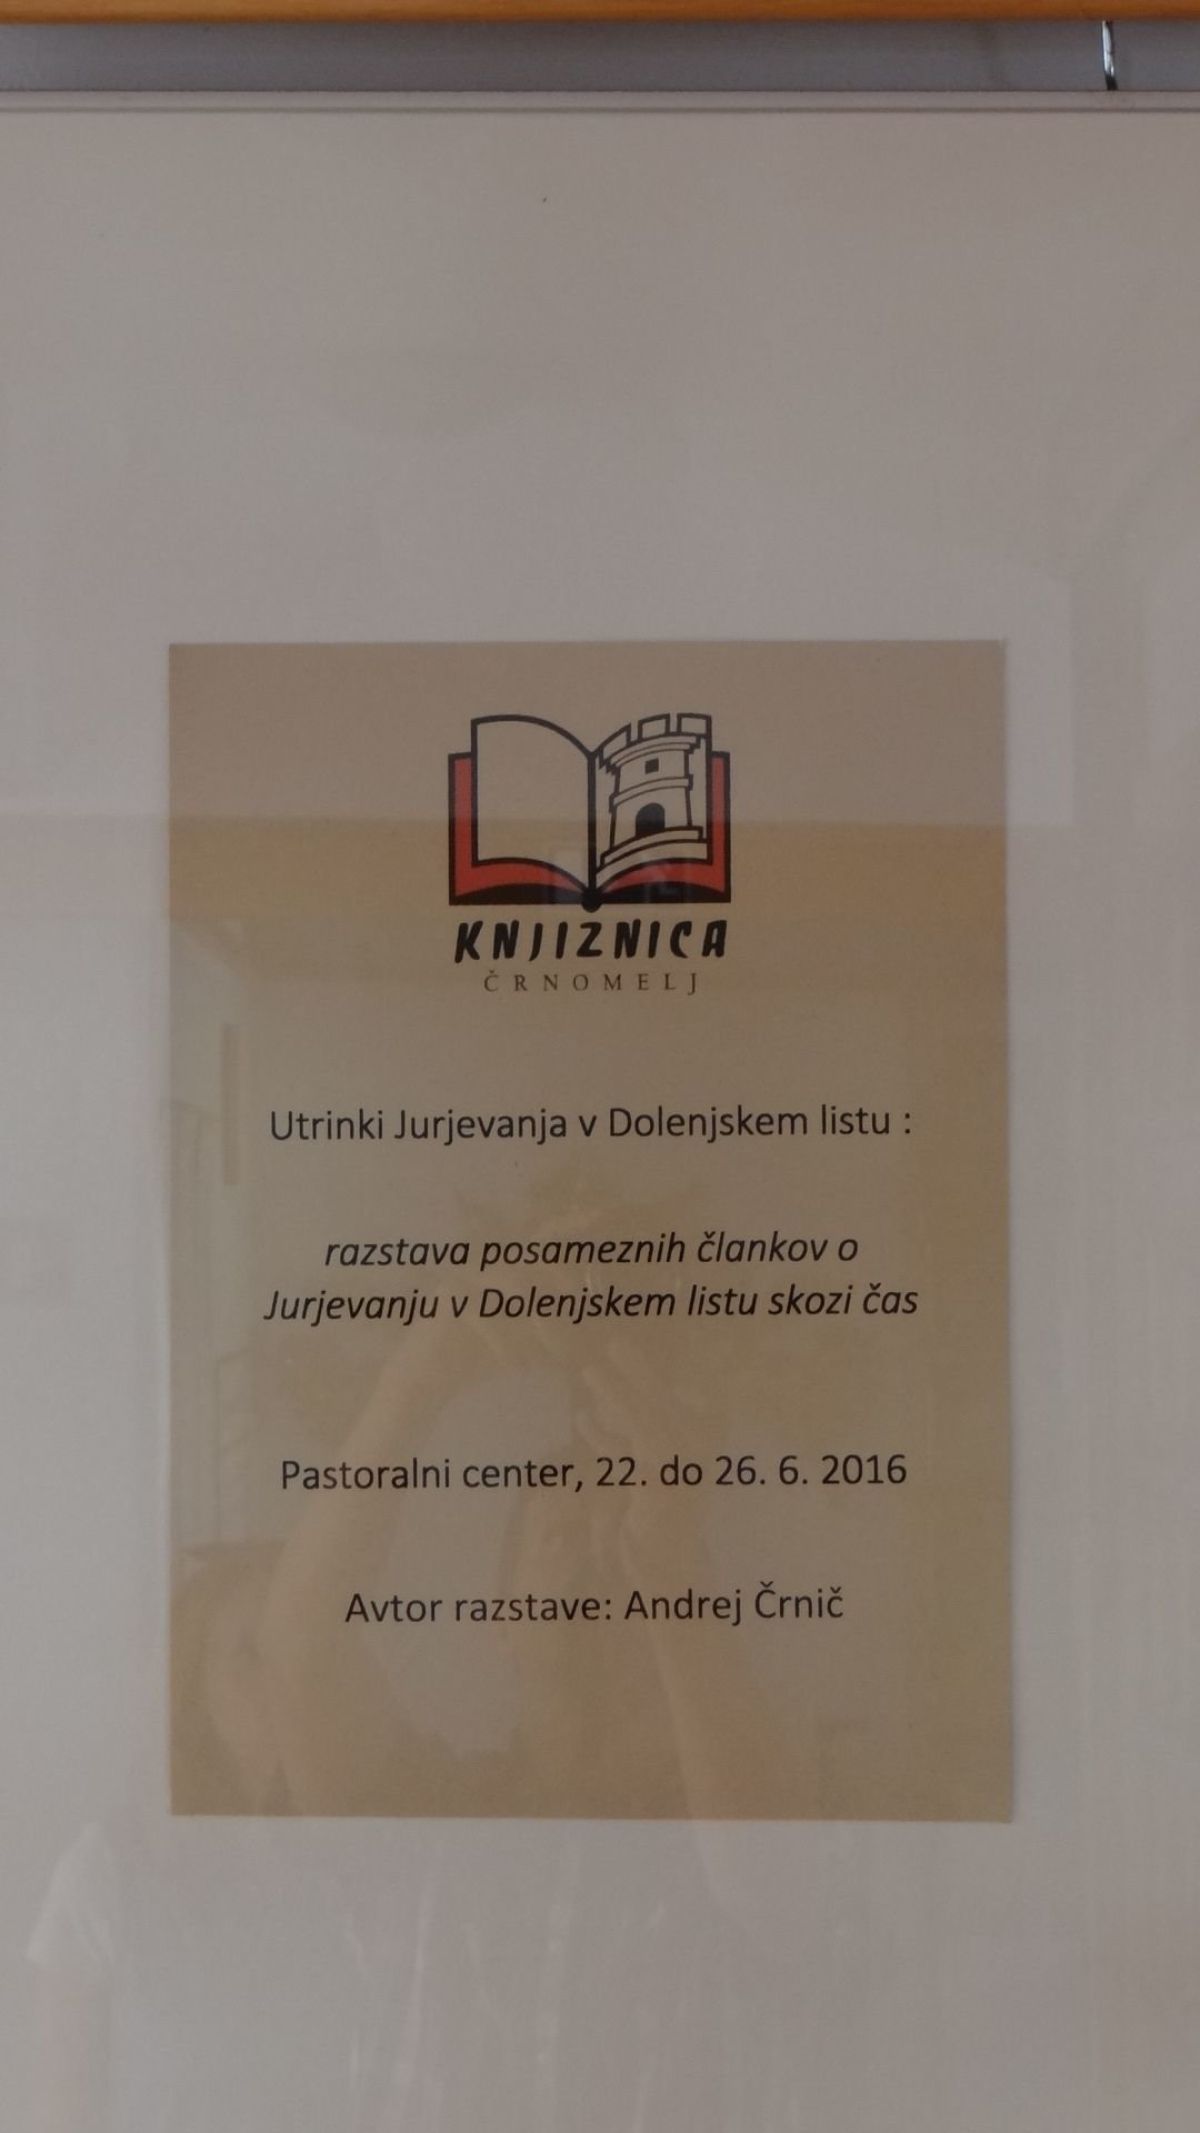 KNJIZNICA
ČRNOMELJ
Utrinki Jurjevanja v Dolenjskem listu :
razstava posameznih člankov o
Jurjevanju v Dolenjskem listu skozi čas
Pastoralni center, 22. do 26. 6. 2016
Avtor razstave: Andrej Črnič